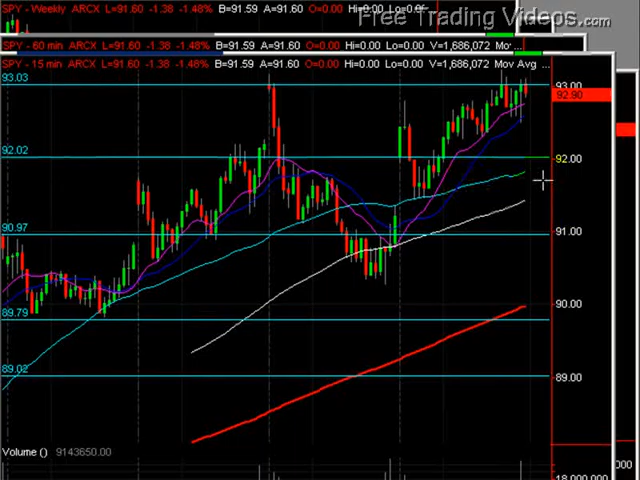 SPY - Weekly ARCX L=91.60 -1.38 -1.48% B=91.59 A=91.60 O=0.00 Hi=0.00 Lo=0.0
Free Trading Videos.com
SPY - 60 min ARCX L=91.60 -1.38 -1.48% B=91.59 A=91.60 O=0.00 Hi=0.00 Lo=0.00 V=1,686,072 Mo
SPY - 15 min ARCX L=91.60 -1.38 -1.48% B=91.59 A=91.60 O=0.00 Hi=0.00 Lo=0.00 V=1,686,072 Mov Avg ...
93.03
93.00
92.90
92.02
92.00
90.97
91.00
90.00
89.79
89.02
89.00
Volume () 9143650.00
000
18,000,000